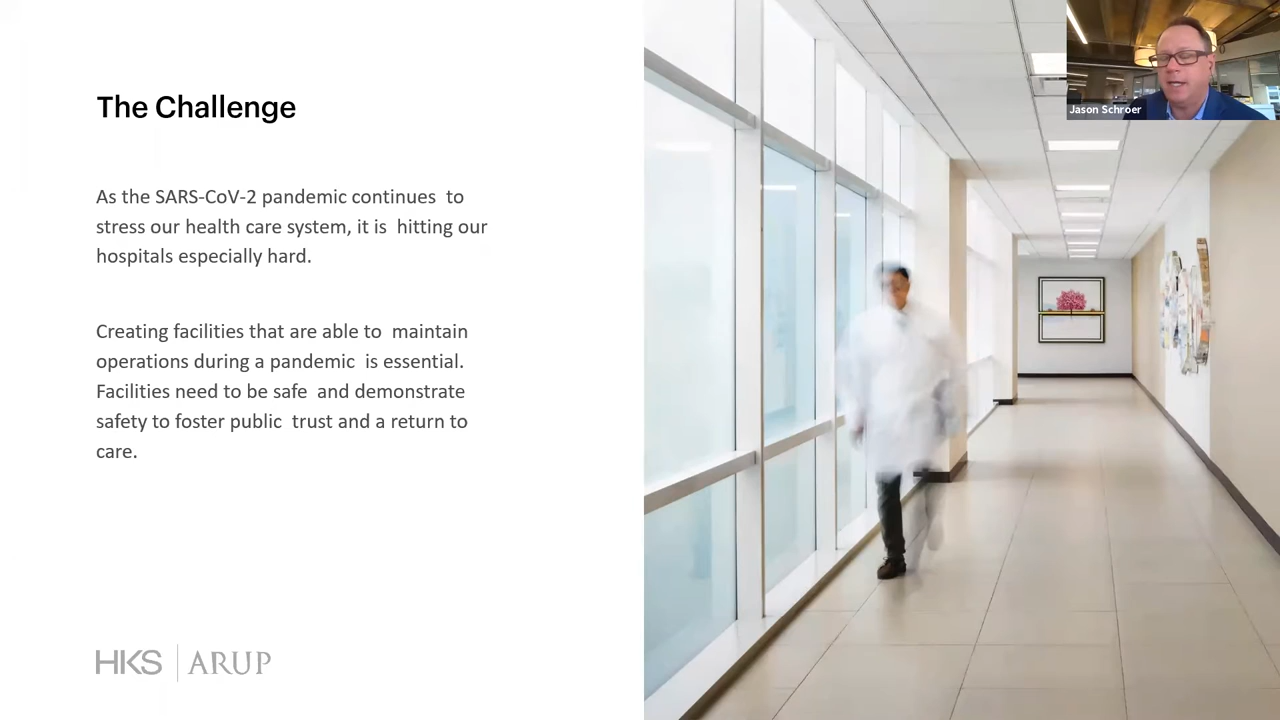 The Challenge
As the SARS-CoV-2 pandemic continues  to
stress our health care system, it is  hitting our
hospitals especially hard.
Creating facilities that are able to  maintain
operations during a pandemic  is essential.
Facilities need to be safe  and demonstrate
safety to foster public  trust and a return to
care.
HKS | ARUP
Jason Schroer